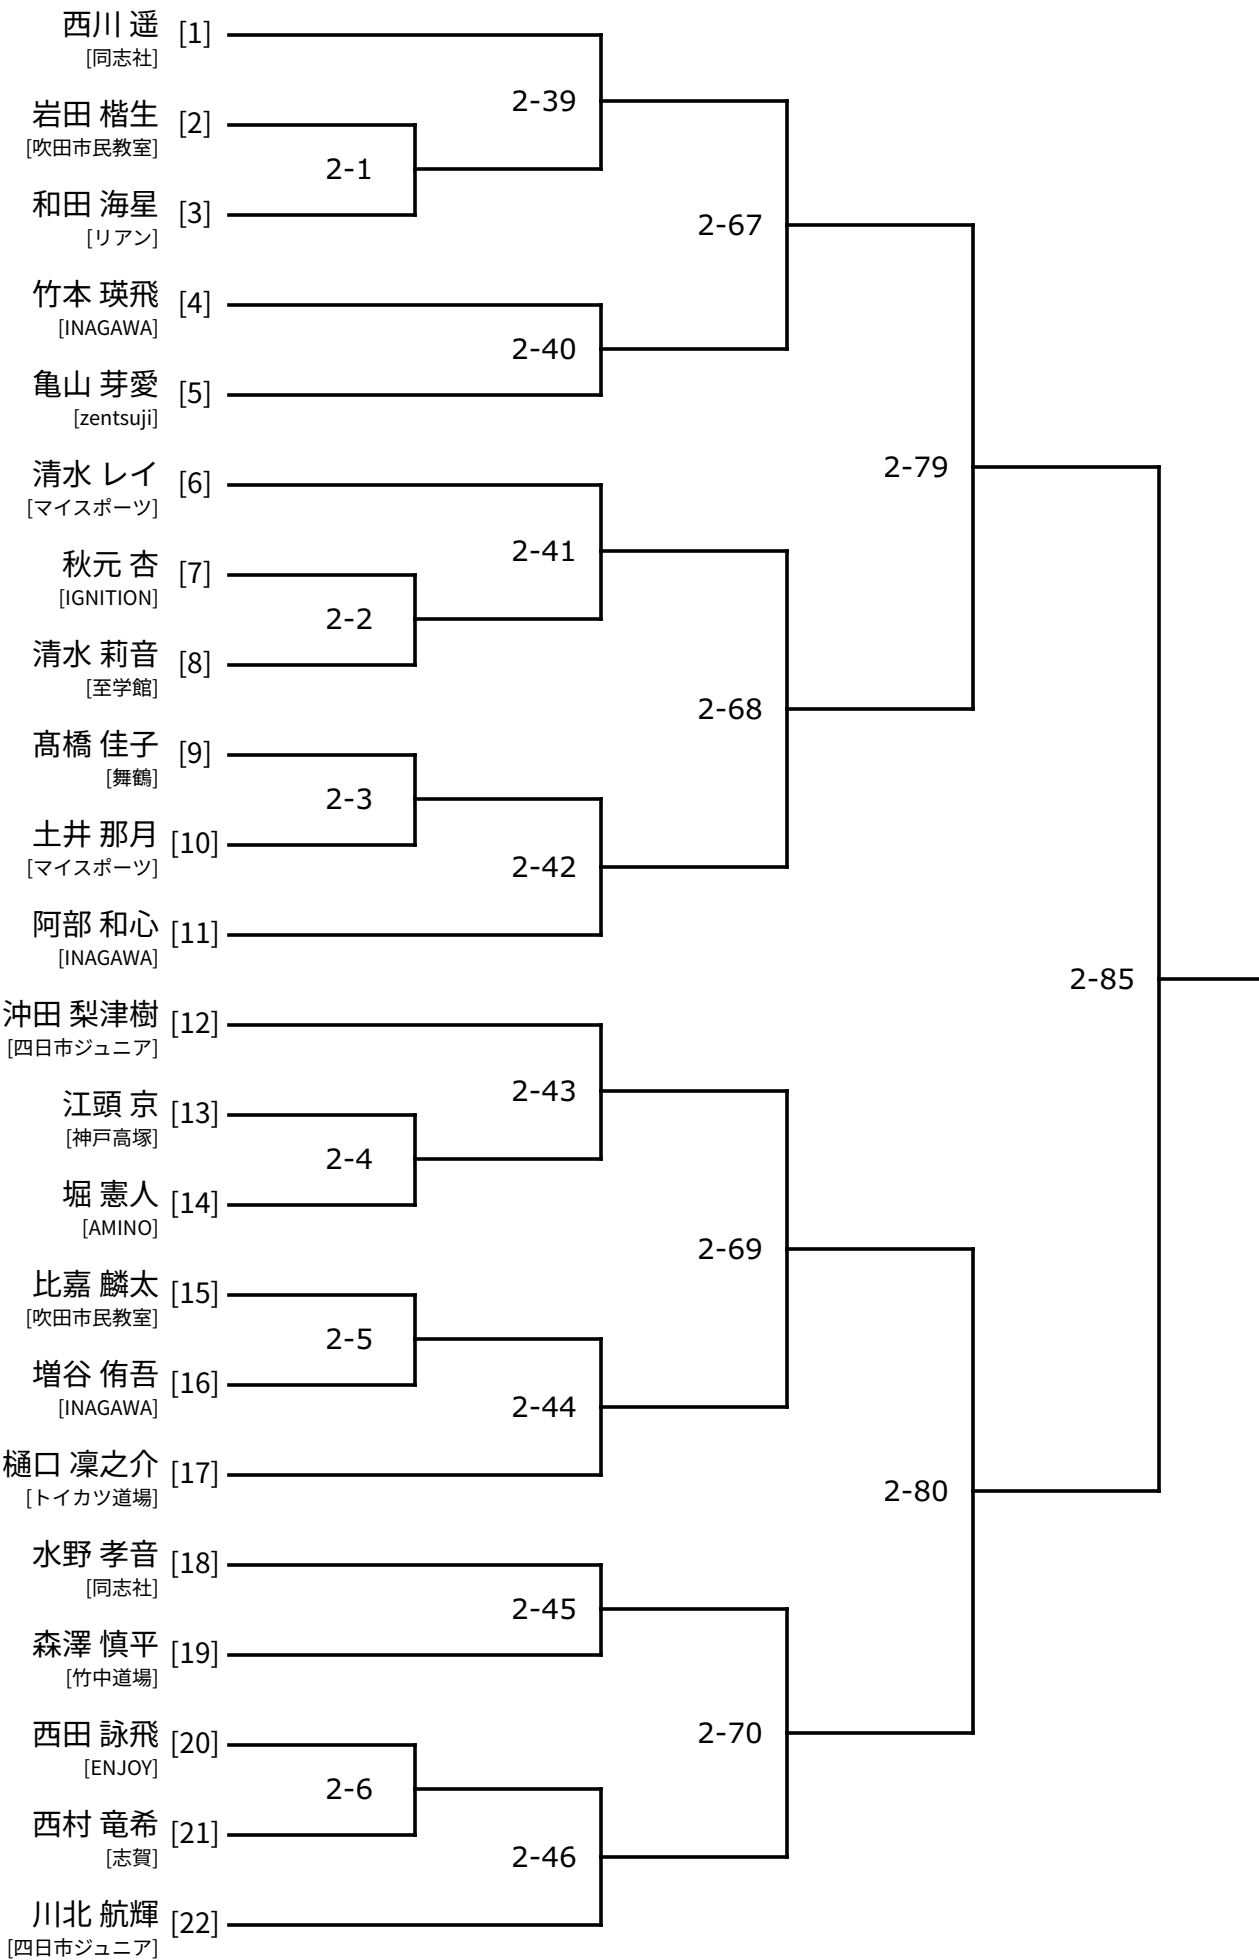 西川 遥 [1]
[同志社]
2-39
岩田 楷生 [2]
[吹田市民教室]
2-1
和田 海星 [3]
[リアン]
2-67
竹本 瑛飛 [4]
[INAGAWA]
2-40
亀山 芽愛 [5]
[zentsuji]
2-79
清水 レイ [6]
[マイスポーツ]
2-41
秋元 杏 [7]
[IGNITION]
2-2
清水 莉音 [8]
[至学館]
2-68
髙橋 佳子 [9]
[舞鶴]
2-3
土井 那月 [10]
[マイスポーツ]
2-42
阿部 和心 [11]
[INAGAWA]
2-85
沖田 梨津樹 [12]
[四日市ジュニア]
2-43
江頭 京 [13]
[神戸高塚]
2-4
堀 憲人 [14]
[AMINO]
2-69
比嘉 麟太 [15]
[吹田市民教室]
2-5
増谷 侑吾 [16]
[INAGAWA]
2-44
樋口 凜之介 [17]
[トイカツ道場]
2-80
水野 孝音 [18]
[同志社]
2-45
森澤 慎平 [19]
[竹中道場]
2-70
西田 詠飛 [20]
[ENJOY]
2-6
西村 竜希 [21]
[志賀]
2-46
川北 航輝 [22]
[四日市ジュニア]